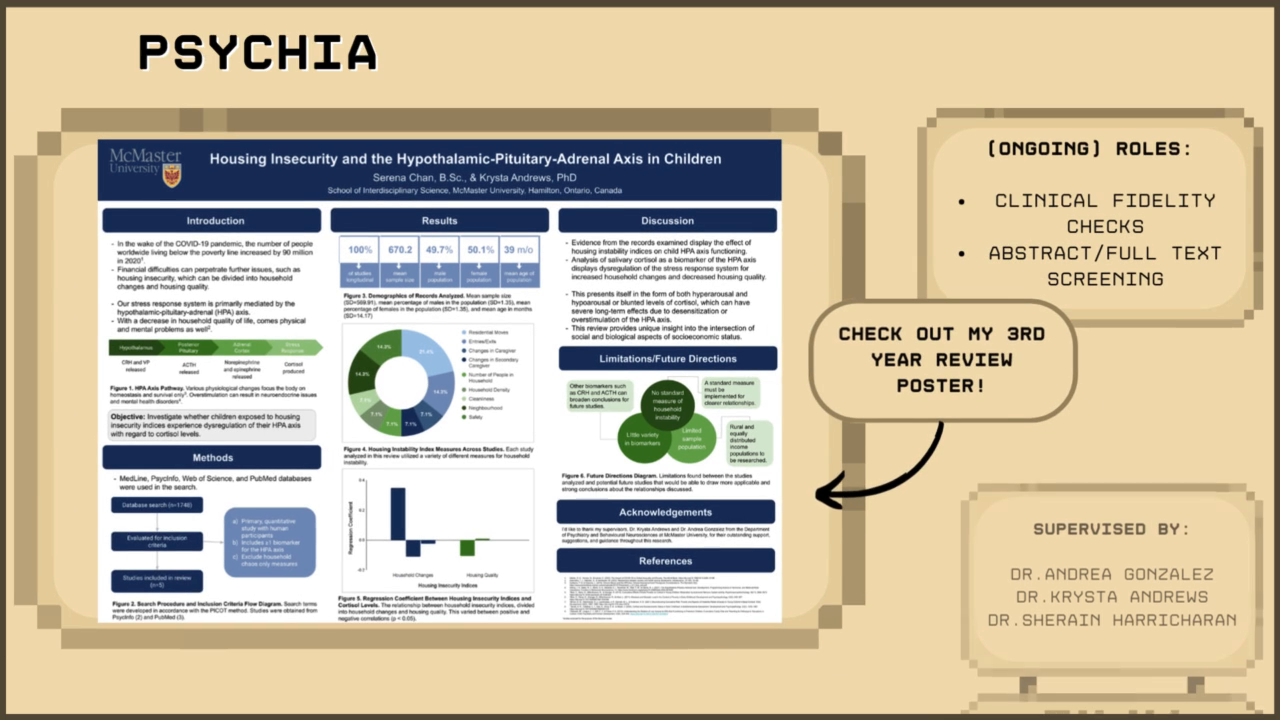 PSYCHIA
McMaster
University
Housing Insecurity and the Hypothalamic-Pituitary-Adrenal Axis in Children
Serena Chan, B.Sc., & Krysta Andrews, PhD
School of Interdisciplinary Science, McMaster University, Hamilton, Ontario, Canada
Introduction
- In the wake of the COVID-19 pandemic, the number of people
worldwide living below the poverty line increased by 90 million
in 2020¹.
- Financial difficulties can perpetrate further issues, such as
housing insecurity, which can be divided into household
changes and housing quality.
- Our stress response system is primarily mediated by the
hypothalamic-pituitary-adrenal (HPA) axis.
- With a decrease in household quality of life, comes physical
and mental problems as well².
Hypothalamus
Posterior
Pituitary
Adrenal
Cortex
Stress
Response
CRH and VP
released
ACTH
released
Norepinephrine
and epinephrine
released
Cortisol
produced
Figure 1. HPA Axis Pathway. Various physiological changes focus the body on
homeostasis and survival only³. Overstimulation can result in neuroendocrine issues
and mental health disorders⁴.
Objective: Investigate whether children exposed to housing
insecurity indices experience dysregulation of their HPA axis
with regard to cortisol levels.
Methods
- MedLine, PsycInfo, Web of Science, and PubMed databases
were used in the search.
Database search (n=1748)
Evaluated for inclusion
criteria
Studies included in review
(n=5)
a) Primary, quantitative
study with human
participants
b) Includes ≥1 biomarker
for the HPA axis
c) Exclude household
chaos only measures
Figure 2. Search Procedure and Inclusion Criteria Flow Diagram. Search terms
were developed in accordance with the PICOT method. Studies were obtained from
PsycInfo (2) and PubMed (3).
Results
100%
of studies
longitudinal
670.2
mean
sample size
49.7%
male
population
50.1%
female
population
39 m/o
mean age of
population
Figure 3. Demographics of Records Analyzed. Mean sample size
(SD=569.91), mean percentage of males in the population (SD=1.35), mean
percentage of females in the population (SD=1.38), and mean age in months
(SD=14.17)
21.4%
14.3%
7.1%
7.1%
7.1%
7.1%
7.1%
14.3%
14.3%
Residential Moves
Entries/Exits
Changes in Caregiver
Changes in Secondary
Caregiver
Number of People in
Household
Household Density
Cleanliness
Neighbourhood
Safety
Figure 4. Housing Instability Index Measures Across Studies. Each study
analyzed in this review utilized a variety of different measures for household
instability.
Regression Coefficient
0.4
0.2
0.0
-0.2
Household Changes
Housing Quality
Housing Insecurity Indices
Figure 5. Regression Coefficient Between Housing Insecurity Indices and
Cortisol Levels. The relationship between household insecurity indices, divided
into household changes and housing quality. This varied between positive and
negative correlations (p = 0.05).
Discussion
- Evidence from the records examined display the effect of
housing instability indices on child HPA axis functioning.
- Analysis of salivary cortisol as a biomarker of the HPA axis
displays dysregulation of the stress response system for
increased household changes and decreased housing quality.
- This presents itself in the form of both hyperarousal and
hypoarousal or blunted levels of cortisol, which can have
severe long-term effects due to desensitization or
overstimulation of the HPA axis.
- This review provides unique insight into the intersection of
social and biological aspects of socioeconomic status.
Limitations/Future Directions
Other biomarkers such
as CRH and ACTH can
broaden conclusions for
future studies.
No standard
measure of
household
instability
A standard measure
must be
implemented for
clearer relationships.
Little variety
in biomarkers
Limited
sample
population
Rural and
equally
distributed
income
populations to
be researched.
Figure 6. Future Directions Diagram. Limitations found between the studies
analyzed and potential future studies that would be able to draw more applicable and
strong conclusions about the relationships discussed.
Acknowledgements
I'd like to thank my supervisors, Dr. Krysta Andrews and Dr. Andrea Gonzalez from the Department
of Psychiatry and Behavioural Neurosciences at McMaster University, for their outstanding support,
suggestions, and guidance throughout this research.
References
(ONGOING) ROLES:
• CLINICAL FIDELITY
CHECKS
• ABSTRACT/FULL TEXT
SCREENING
CHECK OUT MY 3RD
YEAR REVIEW
POSTER!
SUPERVISED BY:
DR.ANDREA GONZALEZ
DR.KRYSTA ANDREWS
DR.SHERAIN HARRICHARAN